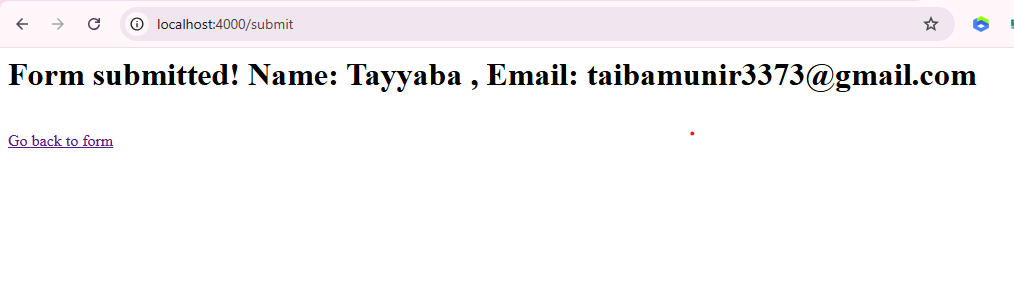 localhost:4000/submit
Form submitted! Name: Tayyaba , Email: taibamunir3373@gmail.com
Go back to form